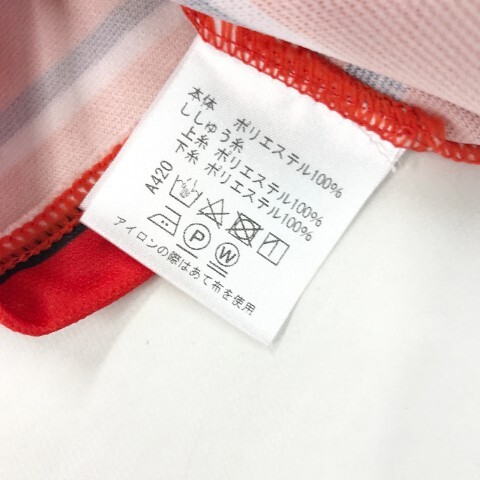 本体 ポリエステル100%
ししゅう糸
上糸 ポリエステル100%
下糸 ポリエステル100%
A420
P W
アイロンの際はあて布を使用